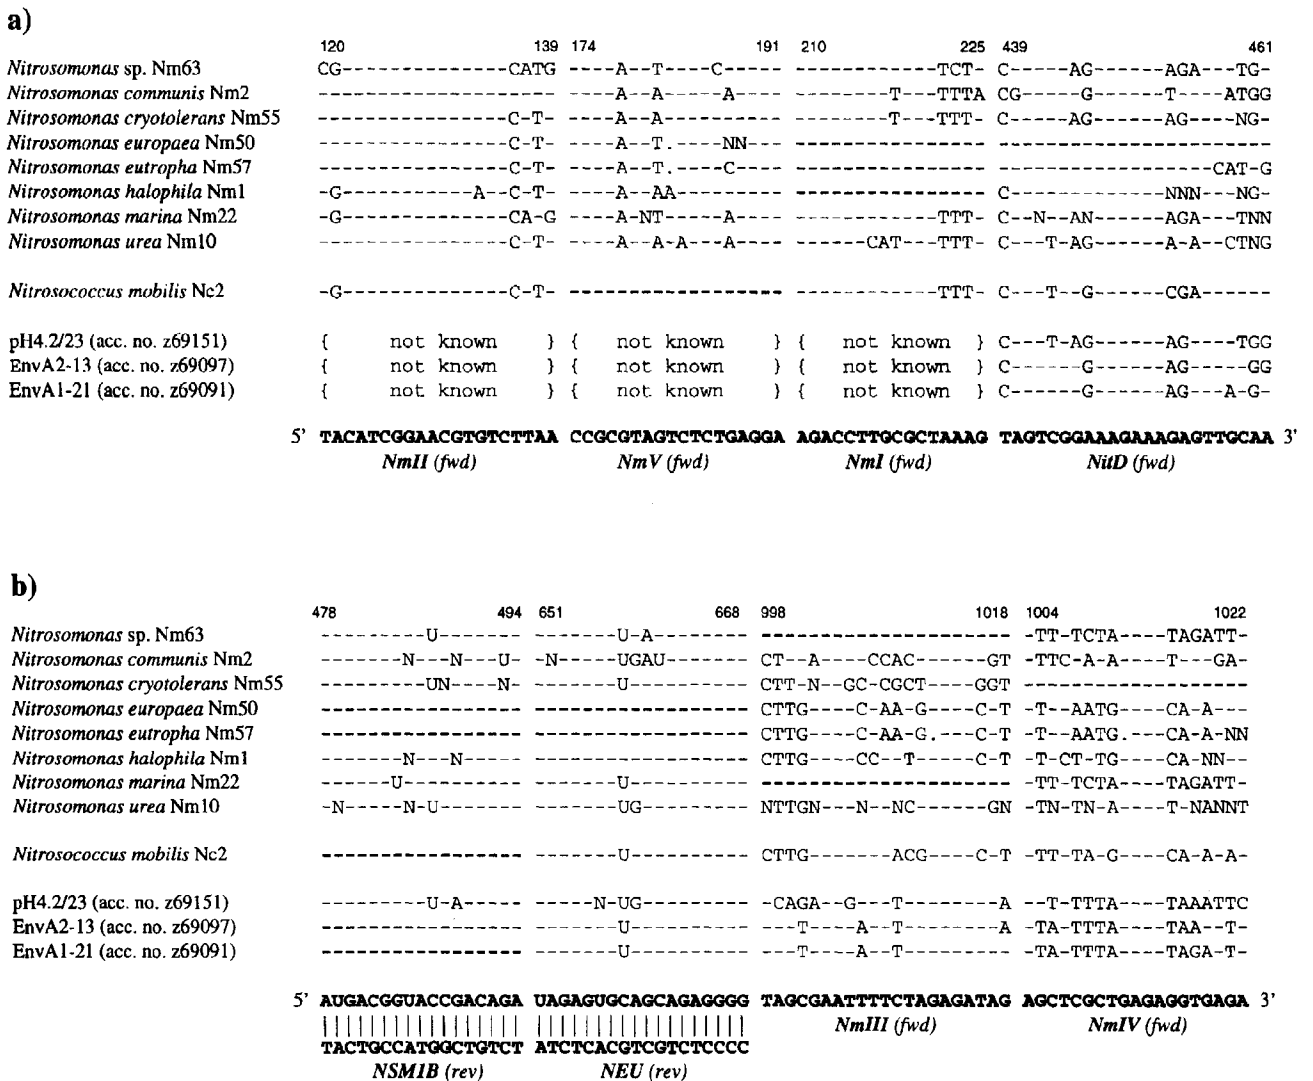 a)
120 139 174 191 210 225 439 461
Nitrosomonas sp. Nm63 CG--------------CATG ----A--T----C----- ------------TCT- C-----AG------AGA---TG-
Nitrosomonas communis Nm2 -------------------- ----A--A-----A---- --------T---TTTA CG-----G------T----ATGG
Nitrosomonas cryotolerans Nm55 ----------------C-T- ----A--A---------- --------T---TTT- C-----AG------AG----NG-
Nitrosomonas europaea Nm50 ----------------C-T- ----A--T.----NN--- ---------------- -----------------------
Nitrosomonas eutropha Nm57 ----------------C-T- ----A--T.----C---- ---------------- ------------------CAT-G
Nitrosomonas halophila Nm1 -G-----------A--C-T- ----A--AA--------- ---------------- C-------------NNN---NG-
Nitrosomonas marina Nm22 -G--------------CA-G ----A-NT-----A---- ------------TTT- C--N--AN------AGA---TNN
Nitrosomonas urea Nm10 ----------------C-T- ----A--A-A---A---- ------CAT---TTT- C---T-AG------A-A--CTNG
Nitrosococcus mobilis Nc2 -G--------------C-T- ------------------ ------------TTT- C---T--G------CGA------
pH4.2/23 (acc. no. z69151) { not known } { not known } { not known } C---T-AG------AG----TGG
EnvA2-13 (acc. no. z69097) { not known } { not known } { not known } C------G------AG-----GG
EnvA1-21 (acc. no. z69091) { not known } { not known } { not known } C------G------AG---A-G-
5' TACATCGGAACGTGTCTTAA CCGCGTAGTCTCTGAGGA AGACCTTGCGCTAAAG TAGTCGGAAAGAAAGAGTTGCAA 3'
NmII (fwd) NmV (fwd) NmI (fwd) NitD (fwd)
b)
478 494 651 668 998 1018 1004 1022
Nitrosomonas sp. Nm63 ---------U------- -------U-A-------- --------------------- -TT-TCTA----TAGATT-
Nitrosomonas communis Nm2 -------N---N---U- -N-----UGAU------- CT--A----CCAC------GT -TTC-A-A----T---GA-
Nitrosomonas cryotolerans Nm55 ---------UN----N- -------U---------- CTT-N--GC-CGCT----GGT -------------------
Nitrosomonas europaea Nm50 ----------------- ------------------ CTTG----C-AA-G----C-T -T--AATG----CA-A---
Nitrosomonas eutropha Nm57 ----------------- ------------------ CTTG----C-AA-G.---C-T -T--AATG.---CA-A-NN
Nitrosomonas halophila Nm1 -------N---N----- ------------------ CTTG----CC--T-----C-T -T-CT-TG----CA-NN--
Nitrosomonas marina Nm22 ------U---------- -------U---------- --------------------- -TT-TCTA----TAGATT-
Nitrosomonas urea Nm10 -N-----N-U------- -------UG--------- NTTGN---N--NC------GN -TN-TN-A----T-NANNT
Nitrosococcus mobilis Nc2 ----------------- -------U---------- CTTG-------ACG----C-T -TT-TA-G----CA-A-A-
pH4.2/23 (acc. no. z69151) ---------U-A----- -----N-UG--------- -CAGA--G---T--------A --T-TTTA----TAAATTC
EnvA2-13 (acc. no. z69097) ----------------- -------U---------- ---T----A--T--------A -TA-TTTA----TAA--T-
EnvA1-21 (acc. no. z69091) ----------------- -------U---------- ---T----A--T--------- -TA-TTTA----TAGA-T-
5' AUGACGGUACCGACAGA UAGAGUGCAGCAGAGGGG TAGCGAATTTTCTAGAGATAG AGCTCGCTGAGAGGTGAGA 3'
||||||||||||||||| |||||||||||||||||| NmIII (fwd) NmIV (fwd)
TACTGCCATGGCTGTCT ATCTCACGTCGTCTCCCC
NSM1B (rev) NEU (rev)